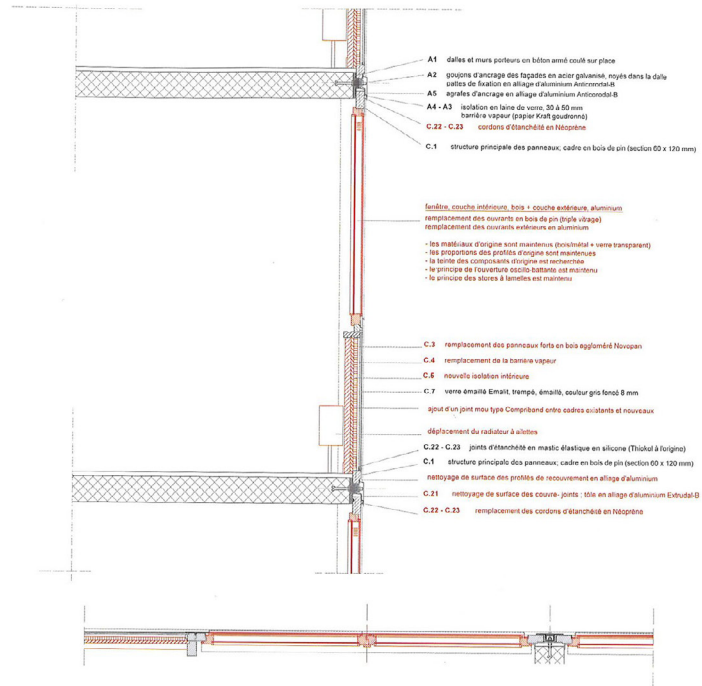 A1 dalles et murs porteurs en béton armé coulé sur place
A2 goujons d'ancrage des façades en acier galvanisé, noyés dans la dalle
pattes de fixation en alliage d'aluminium Anticorodal-B
A5 agrafes d'ancrage en alliage d'aluminium Anticorodal-B
A4 - A3 isolation en laine de verre, 30 à 50 mm
barrière vapeur (papier Kraft goudronné)
C.22 - C.23 cordons d'étanchéité en Néoprène
C.1 structure principale des panneaux; cadre en bois de pin (section 60 x 120 mm)
fenêtre, couche intérieure, bois + couche extérieure, aluminium
remplacement des ouvrants en bois de pin (triple vitrage)
remplacement des ouvrants extérieurs en aluminium
- les matériaux d'origine sont maintenus (bois/métal + verre transparent)
- les proportions des profilés d'origine sont maintenues
- la teinte des composants d'origine est recherchée
- le principe de l'ouverture oscillo-battante est maintenu
- le principe des stores à lamelles est maintenu
C.3 remplacement des panneaux forts en bois aggloméré Novopan
C.4 remplacement de la barrière vapeur
C.6 nouvelle isolation intérieure
C.7 verre émaillé Emalit, trempé, émaillé, couleur gris foncé 8 mm
ajout d'un joint mou type Compriband entre cadres existants et nouveaux
déplacement du radiateur à ailettes
C.22 - C.23 joints d'étanchéité en mastic élastique en silicone (Thiokol à l'origine)
C.1 structure principale des panneaux; cadre en bois de pin (section 60 x 120 mm)
nettoyage de surface des profilés de recouvrement en alliage d'aluminium
C.21 nettoyage de surface des couvre- joints ; tôle en alliage d'aluminium Extrudal-B
C.22 - C.23 remplacement des cordons d'étanchéité en Néoprène